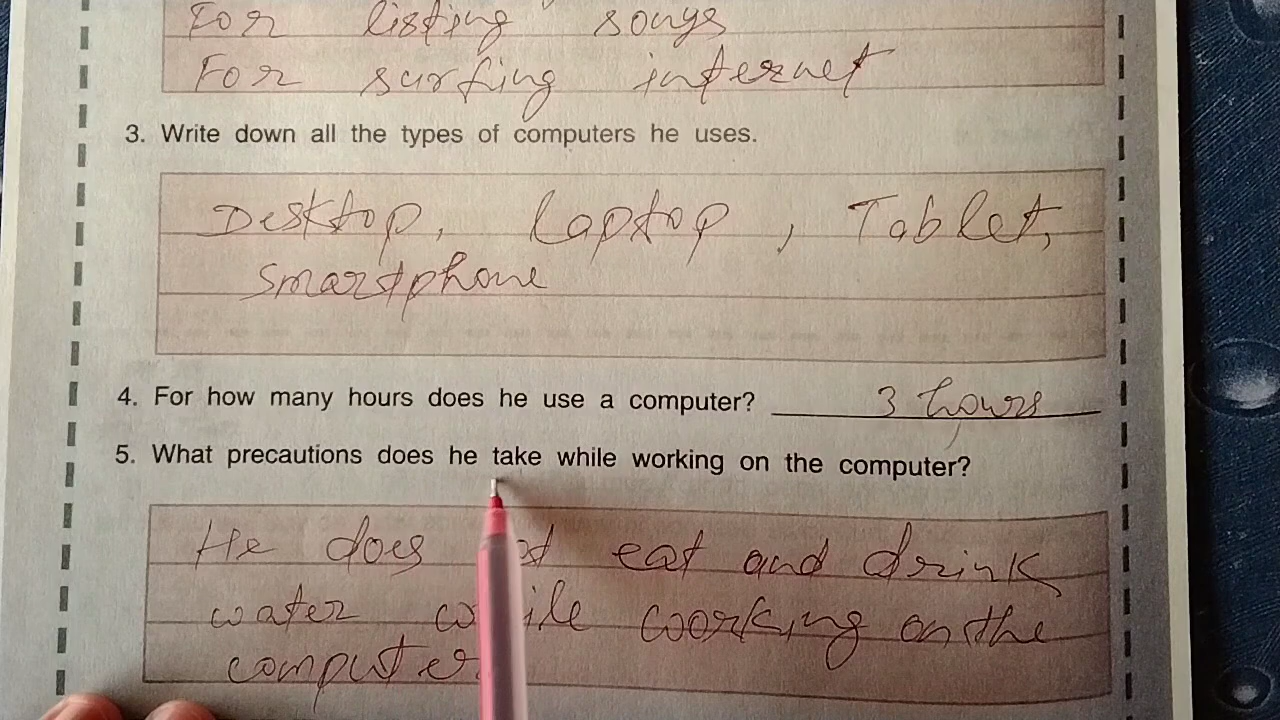 For listing songs
For surfing internet
3. Write down all the types of computers he uses.
Desktop, Laptop, Tablet,
Smartphone
4. For how many hours does he use a computer? 3 hours
5. What precautions does he take while working on the computer?
He does eat and drink
water while working on the
computer